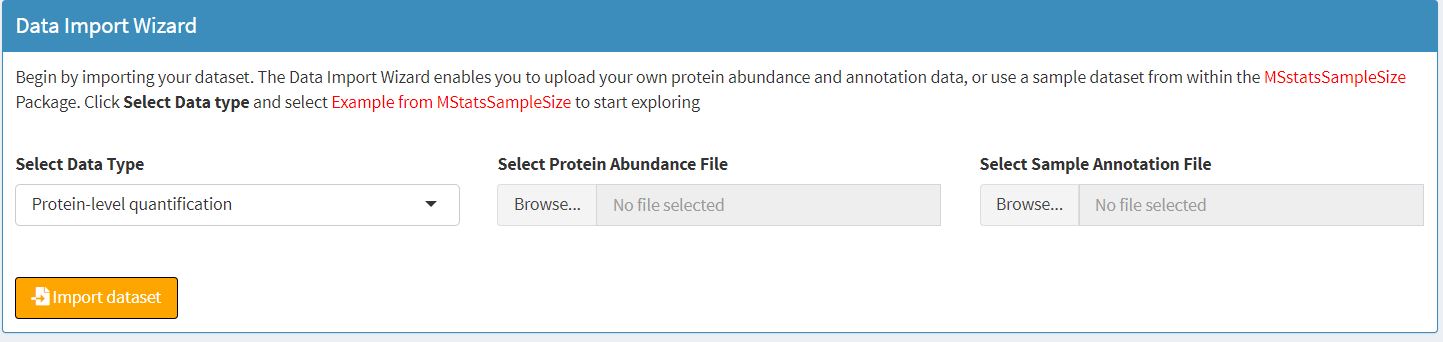 Data Import Wizard
Begin by importing your dataset. The Data Import Wizard enables you to upload your own protein abundance and annotation data, or use a sample dataset from within the MSstatsSampleSize
Package. Click Select Data type and select Example from MStatsSampleSize to start exploring
Select Data Type
Protein-level quantification
Select Protein Abundance File
Browse... No file selected
Select Sample Annotation File
Browse... No file selected
Import dataset